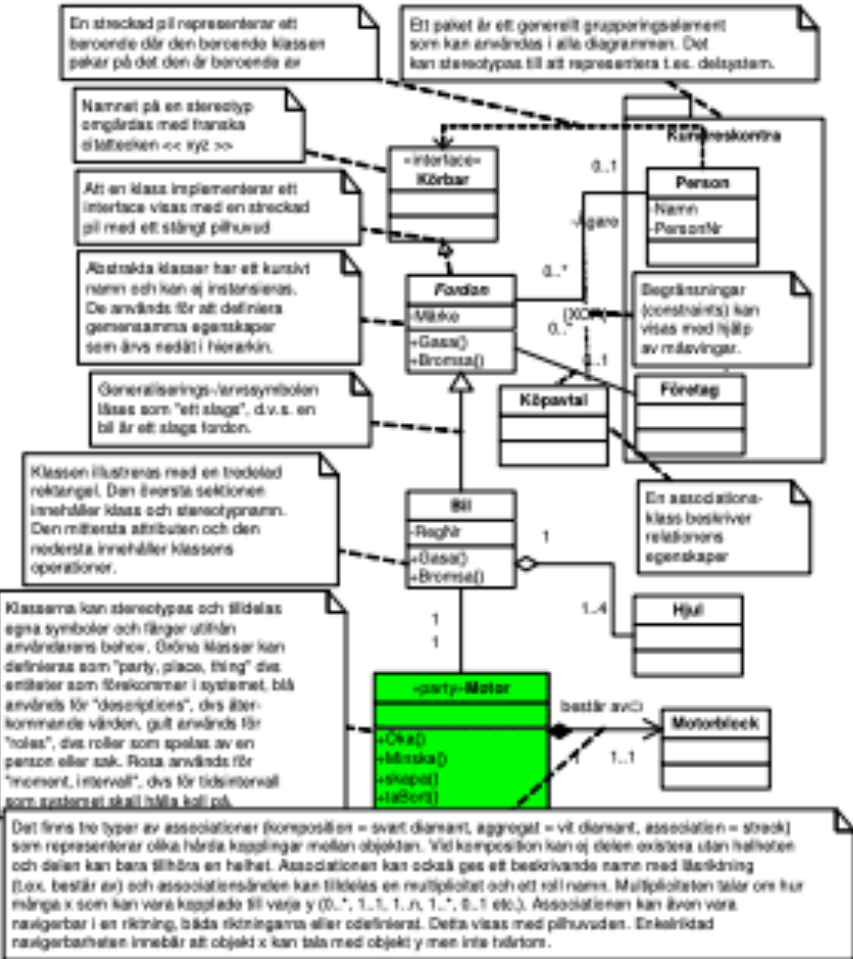 En streckad pil representerar ett
beroende där den beroende klassen
pekar på det den är beroende av
Ett paket är ett generellt grupperingselement
som kan användas i alla diagrammen. Det
kan stereotypas till att representera t.ex. delsystem.
Namnet på en stereotyp
omgärdas med franska
citattecken << xyz >>
Att en klass implementerar ett
interface visas med en streckad
pil med ett stängt pilhuvud
Abstrakta klasser har ett kursivt
namn och kan ej instansieras.
De används för att definiera
gemensamma egenskaper
som ärvs nedåt i hierarkin.
Generaliserings-/arvssymbolen
läses som "ett slags", d.v.s. en
bil är ett slags fordon.
Klassen illustreras med en tredelad
rektangel. Den översta sektionen
innehåller klass och stereotypnamn.
Den mittersta attributen och den
nedersta innehåller klassens
operationer.
Klasserna kan stereotypas och tilldelas
egna symboler och färger utifrån
användarens behov. Gröna klasser kan
definieras som "party, place, thing" dvs
entiteter som förekommer i systemet, blå
används för "descriptions", dvs åter-
kommande värden, gult används för
"roles", dvs roller som spelas av en
person eller sak. Rosa används för
"moment, intervall", dvs för tidsintervall
som systemet skall hålla koll på.
«interface»
Körbar
Person
-Namn
-PersonNr
0..1
-Ägare
0..*
Fordon
-Märke
+Gasa()
+Bromsa()
Begränsningar
(constraints) kan
visas med hjälp
av måsvingar.
0..*
Köpavtal
Företag
En associations-
klass beskriver
relationens
egenskaper
Bil
-RegNr
+Gasa()
+Bromsa()
1
1..4
Hjul
1
1
«party»Motor
+Öka()
+Minska()
+skapa()
+taBort()
består av
1
1..1
Motorblock
Det finns tre typer av associationer (komposition = svart diamant, aggregat = vit diamant, association = streck)
som representerar olika hårda kopplingar mellan objekten. Vid komposition kan ej delen existera utan helheten
och delen kan bara tillhöra en helhet. Associationen kan också ges ett beskrivande namn med läsriktning
(t.ex. består av) och associationsänden kan tilldelas en multiplicitet och ett roll namn. Multipliciteten talar om hur
många x som kan vara kopplade till varje y (0..*, 1..1, 1..n, 1..*, 0..1 etc.). Associationen kan även vara
navigerbar i en riktning, båda riktningarna eller odefinierat. Detta visas med pilhuvuden. Enkelriktad
navigerbarheten innebär att objekt x kan tala med objekt y men inte tvärtom.